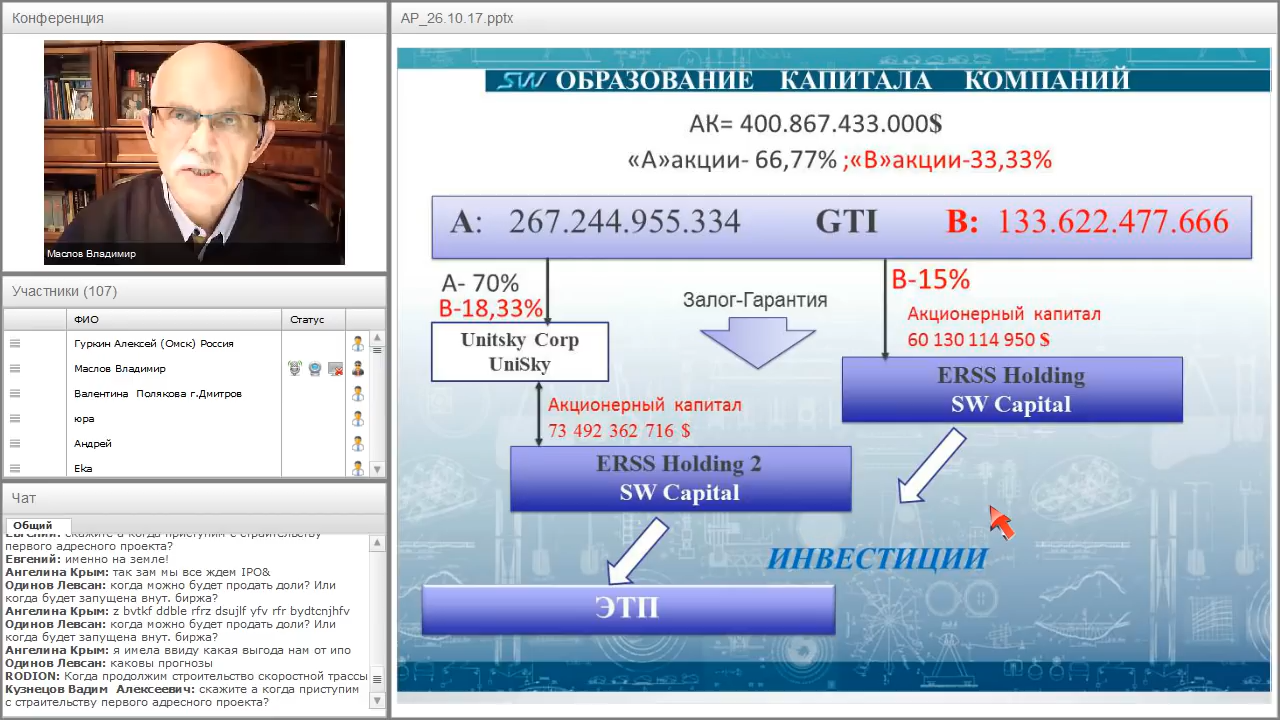 Конференция
Маслов Владимир
Участники (107)
ФИО Статус
Гуркин Алексей (Омск) Россия
Маслов Владимир
Валентина Полякова г.Дмитров
юра
Андрей
Eka
Чат
Общий
Евгений: скажите а когда приступим с строительству
первого адресного проекта?
Евгений: именно на земле!
Ангелина Крым: так зам мы все ждем IPO&
Одинов Левсан: когда можно будет продать доли? Или
когда будет запущена внут. биржа?
Ангелина Крым: z bvtkf ddble rfrz dsujlf yfv rfr bydtcnjhfv
Одинов Левсан: когда можно будет продать доли? Или
когда будет запущена внут. биржа?
Ангелина Крым: я имела ввиду какая выгода нам от ипо
Одинов Левсан: каковы прогнозы
RODION: Когда продолжим строительство скоростной трассы
Кузнецов Вадим Алексеевич: скажите а когда приступим
с строительству первого адресного проекта?
AP_26.10.17.pptx
SW ОБРАЗОВАНИЕ КАПИТАЛА КОМПАНИЙ
АК= 400.867.433.000$
«А»акции- 66,77% ;«В»акции-33,33%
А: 267.244.955.334 GTI В: 133.622.477.666
А- 70%
В-18,33%
Залог-Гарантия
В-15%
Акционерный капитал
60 130 114 950 $
Unitsky Corp
UniSky
ERSS Holding
SW Capital
Акционерный капитал
73 492 362 716 $
ERSS Holding 2
SW Capital
ИНВЕСТИЦИИ
ЭТП